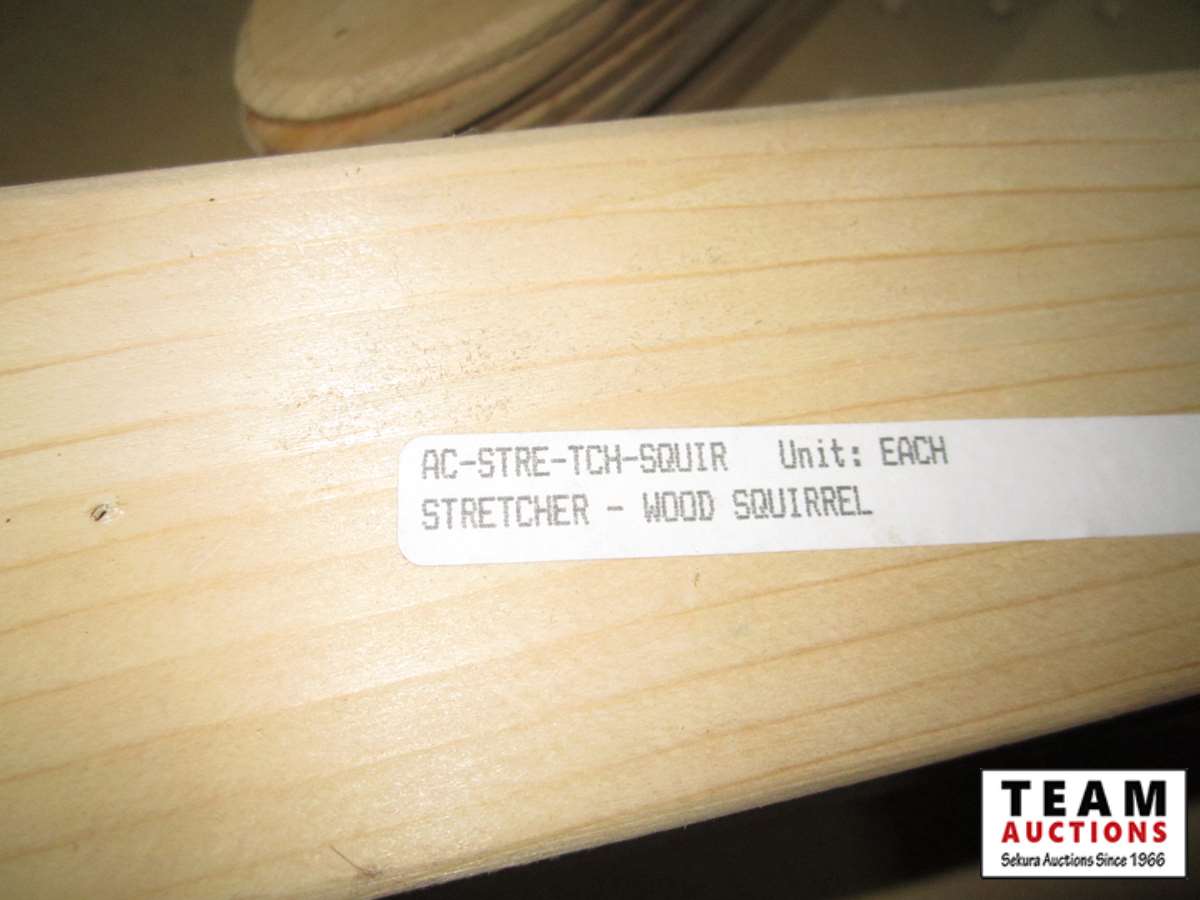 AC-STRE-TCH-SQUIR Unit: EACH
STRETCHER - WOOD SQUIRREL
TEAM
AUCTIONS
Sekura Auctions Since 1966